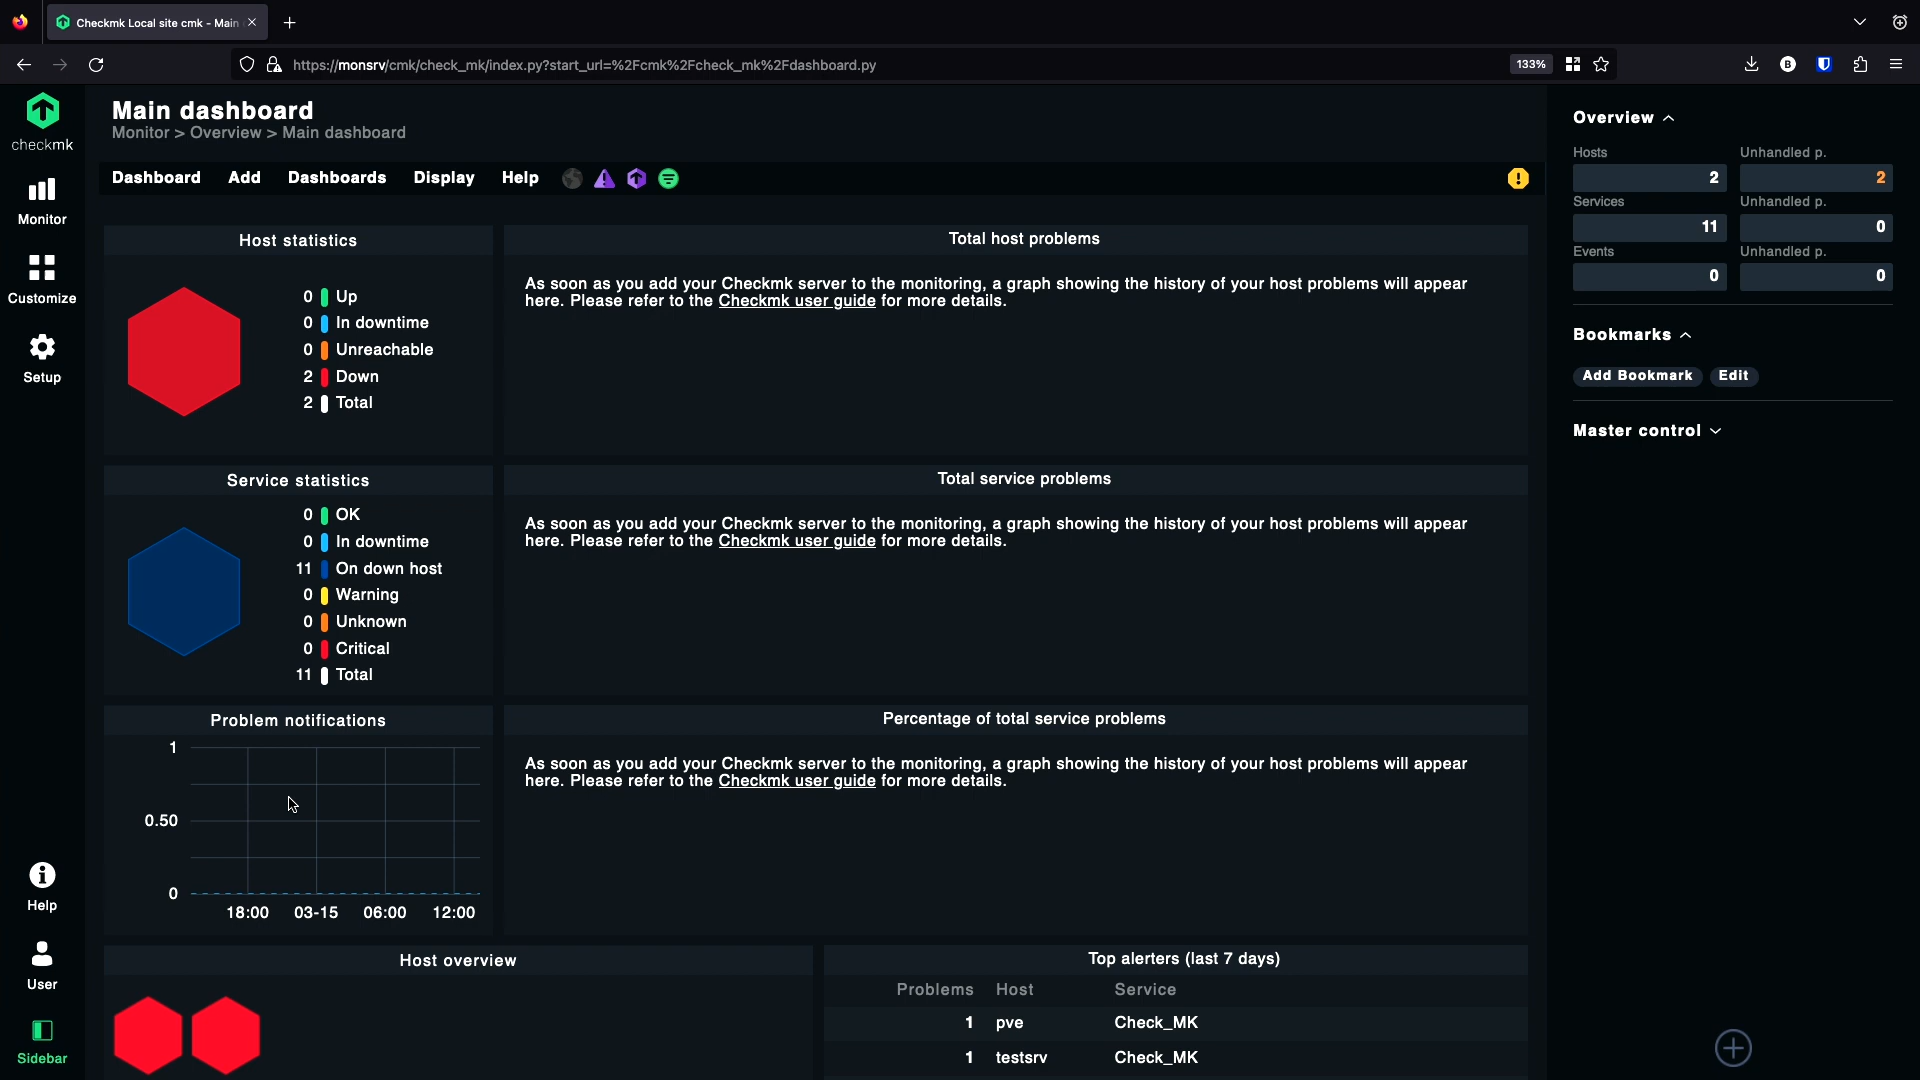 Checkmk Local site cmk - Main
https://monsrv/cmk/check_mk/index.py?start_url=%2Fcmk%2Fcheck_mk%2Fdashboard.py
133%
B
checkmk
Monitor
Customize
Setup
Help
User
Sidebar
Main dashboard
Monitor > Overview > Main dashboard
Dashboard Add Dashboards Display Help
Host statistics
0 Up
0 In downtime
0 Unreachable
2 Down
2 Total
Total host problems
As soon as you add your Checkmk server to the monitoring, a graph showing the history of your host problems will appear
here. Please refer to the Checkmk user guide for more details.
Service statistics
0 OK
0 In downtime
11 On down host
0 Warning
0 Unknown
0 Critical
11 Total
Total service problems
As soon as you add your Checkmk server to the monitoring, a graph showing the history of your host problems will appear
here. Please refer to the Checkmk user guide for more details.
Problem notifications
1
0.50
0
18:00 03-15 06:00 12:00
Percentage of total service problems
As soon as you add your Checkmk server to the monitoring, a graph showing the history of your host problems will appear
here. Please refer to the Checkmk user guide for more details.
Host overview
Top alerters (last 7 days)
Problems Host Service
1 pve Check_MK
1 testsrv Check_MK
Overview
Hosts Unhandled p.
2 2
Services Unhandled p.
11 0
Events Unhandled p.
0 0
Bookmarks
Add Bookmark Edit
Master control